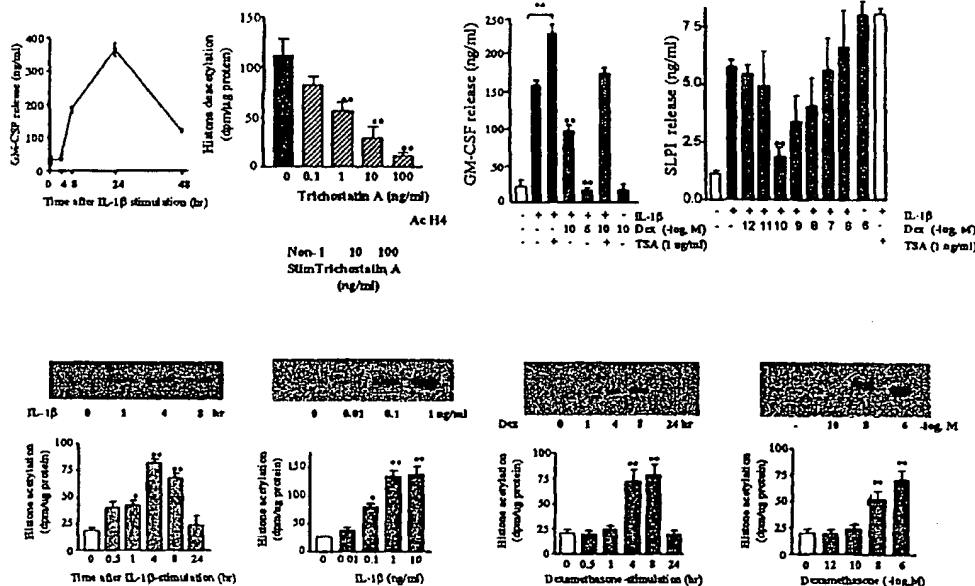 GM-CSP release (ng/ml)
400
300
200
100
0
0 4 8 24 48
Time after IL-1β stimulation (hr)
Histone deacetylation
(dpm/µg protein)
150
100
50
0
** ** **
0 0.1 1 10 100
Trichostatin A (ng/ml)
Ac H4
Non- 1 10 100
Stim Trichostatin A
(ng/ml)
GM-CSF release (ng/ml)
250
200
150
100
50
0
** ** **
- + + + + + - IL-1β
- - - 10 6 10 10 Dex (-log, M)
- - + - - + - TSA (1 ug/ml)
SLPI release (ng/ml)
7.5
5.0
2.5
0
**
- + + + + + + + + - + IL-1β
- - 12 11 10 9 8 7 6 6 - Dex (-log, M)
- + TSA (1 ng/ml)
IL-1β 0 1 4 8 hr
0 0.01 0.1 1 ng/ml
Dex 0 1 4 8 24 hr
- 10 8 6 -log, M
Histone acetylation
(dpm/ug protein)
100
75
50
25
0
* ** **
0 0.5 1 4 8 24
Time after IL-1β-stimulation (hr)
Histone acetylation
(dpm/µg protein)
150
100
50
0
* ** **
0 0.01 0.1 1 10
IL-1β (ng/ml)
Histone acetylation
(dpm/ug protein)
100
75
50
25
0
** **
0 0.5 1 4 8 24
Dexamethasone-stimulation (hr)
Histone acetylation
(dpm/ug protein)
100
75
50
25
0
** **
0 12 10 8 6
Dexamethasone (-log, M)